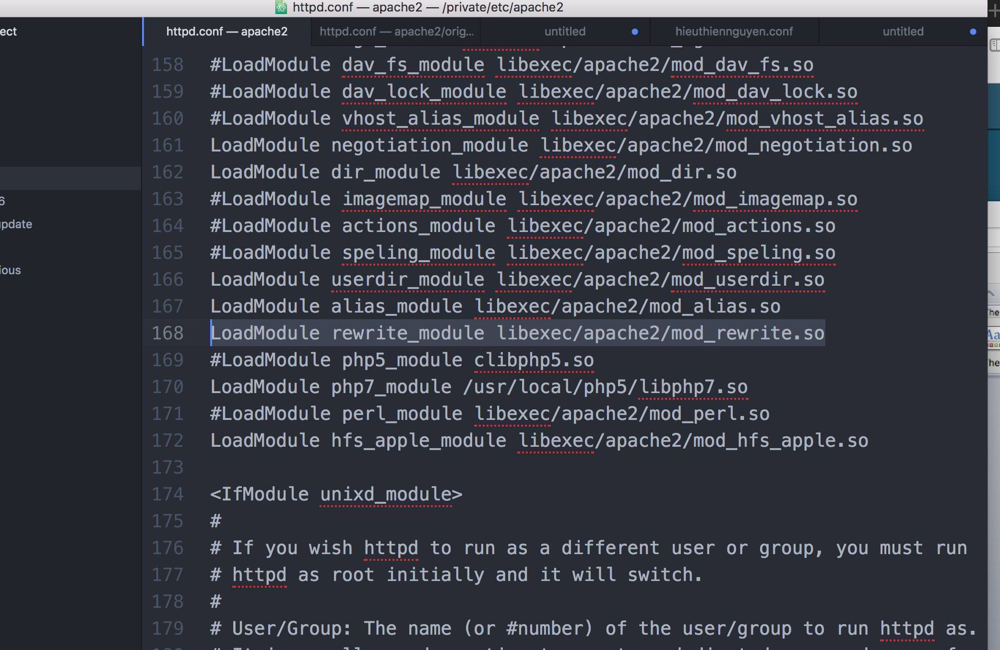 httpd.conf — apache2 — /private/etc/apache2
httpd.conf — apache2
httpd.conf — apache2/orig...
untitled
hieuthiennguyen.conf
untitled
ect
6
update
ious
158 #LoadModule dav_fs_module libexec/apache2/mod_dav_fs.so
159 #LoadModule dav_lock_module libexec/apache2/mod_dav_lock.so
160 #LoadModule vhost_alias_module libexec/apache2/mod_vhost_alias.so
161 LoadModule negotiation_module libexec/apache2/mod_negotiation.so
162 LoadModule dir_module libexec/apache2/mod_dir.so
163 #LoadModule imagemap_module libexec/apache2/mod_imagemap.so
164 #LoadModule actions_module libexec/apache2/mod_actions.so
165 #LoadModule speling_module libexec/apache2/mod_speling.so
166 LoadModule userdir_module libexec/apache2/mod_userdir.so
167 LoadModule alias_module libexec/apache2/mod_alias.so
168 LoadModule rewrite_module libexec/apache2/mod_rewrite.so
169 #LoadModule php5_module clibphp5.so
170 LoadModule php7_module /usr/local/php5/libphp7.so
171 #LoadModule perl_module libexec/apache2/mod_perl.so
172 LoadModule hfs_apple_module libexec/apache2/mod_hfs_apple.so
173
174 <IfModule unixd_module>
175 #
176 # If you wish httpd to run as a different user or group, you must run
177 # httpd as root initially and it will switch.
178 #
179 # User/Group: The name (or #number) of the user/group to run httpd as.
The
Aa
The